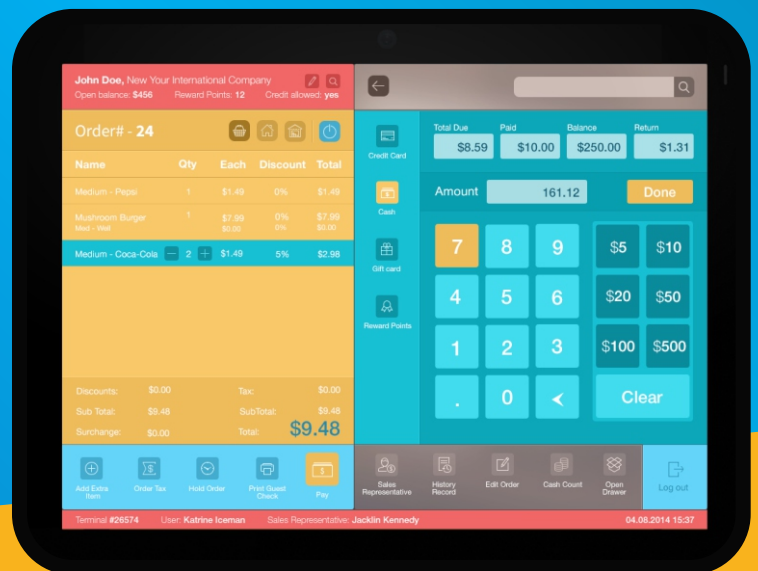 John Doe, New Your International Company
Open balance: $456 Reward Points: 12 Credit allowed: yes
Order# - 24
Name Qty Each Discount Total
Medium - Pepsi 1 $1.49 0% $1.49
Mushroom Burger 1 $7.99 0% $7.99
Med - Well $0.00 0% $0.00
Medium - Coca-Cola − 2 + $1.49 5% $2.98
Discounts: $0.00 Tax: $0.00
Sub Total: $9.48 SubTotal: $9.48
Surchange: $0.00 Total: $9.48
Add Extra Item
Order Tax
Hold Order
Print Guest Check
Pay
Credit Card
Cash
Gift card
Reward Points
Total Due Paid Balance Return
$8.59 $10.00 $250.00 $1.31
Amount 161.12 Done
7 8 9 $5 $10
4 5 6 $20 $50
1 2 3 $100 $500
. 0 < Clear
Sales Representative
History Record
Edit Order
Cash Count
Open Drawer
Log out
Terminal #26574 User: Katrine Iceman Sales Representative: Jacklin Kennedy 04.08.2014 15:37